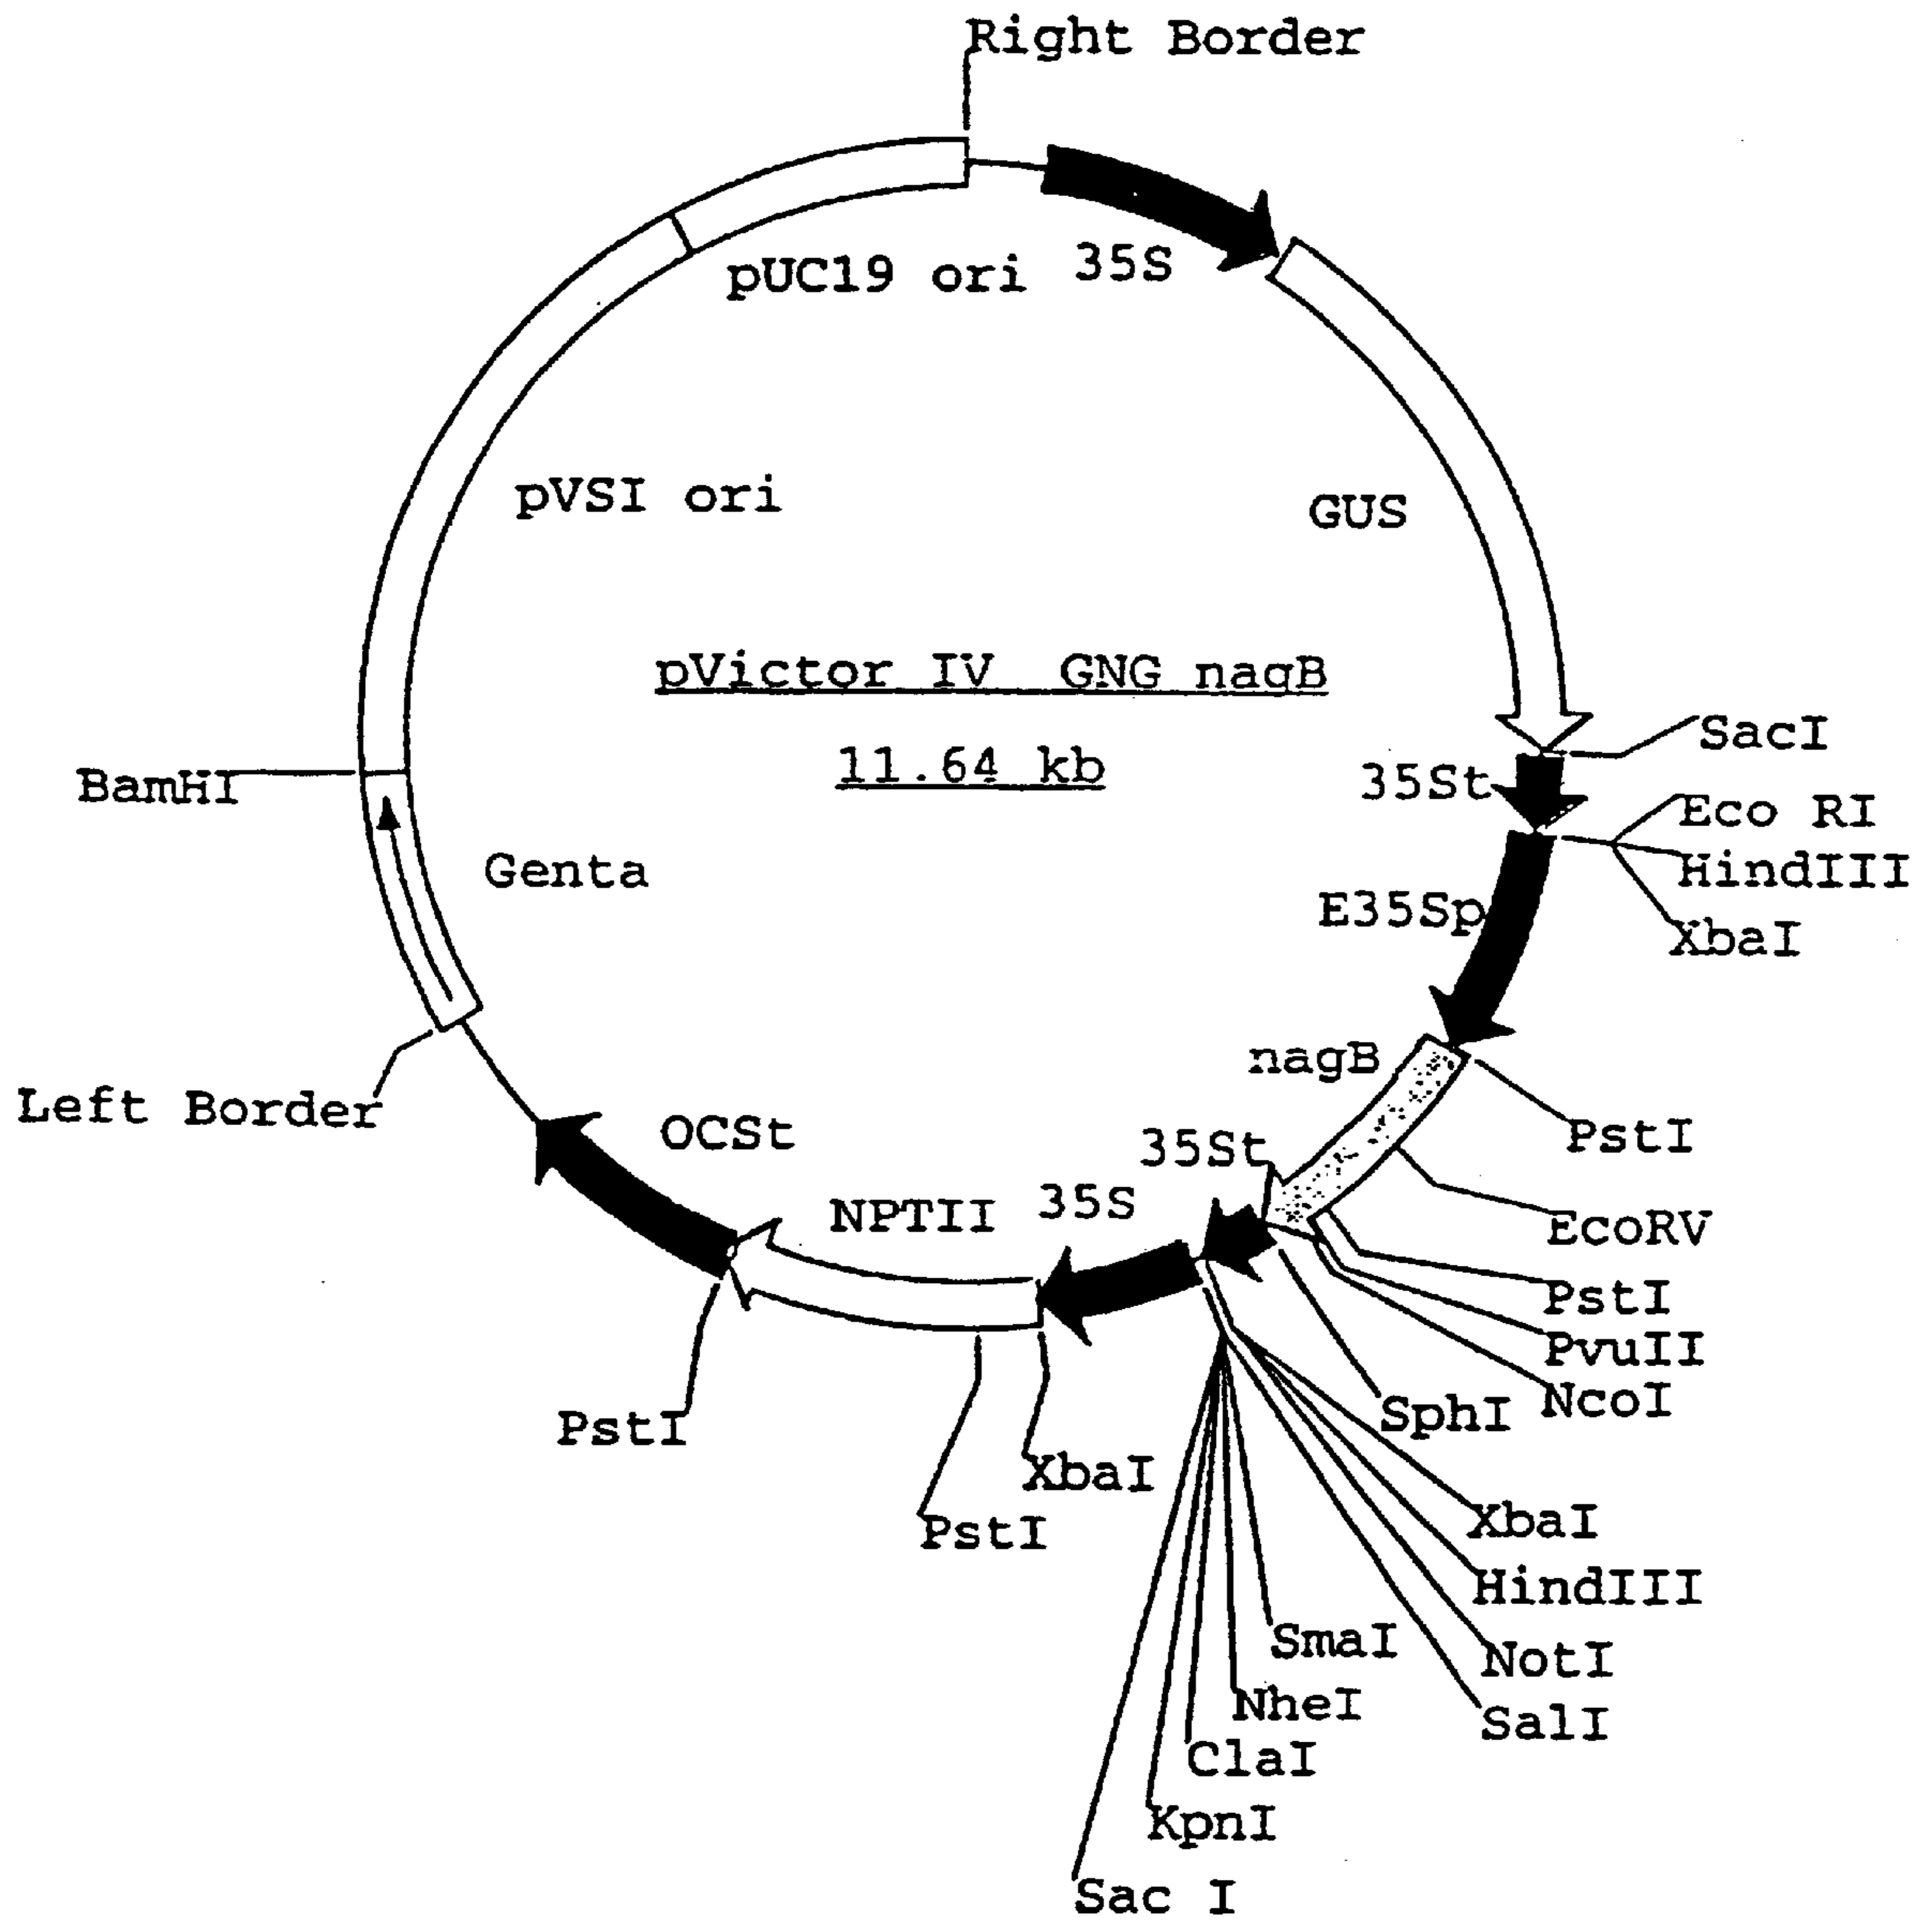 Right Border
pUC19 ori
35S
pVSI ori
GUS
pVictor IV GNG nagB
11.64 kb
SacI
35St
Eco RI
HindIII
XbaI
BamHI
Genta
E35Sp
nagB
PstI
Left Border
OCSt
35St
NPTII
35S
EcoRV
PstI
PvuII
NcoI
SphI
PstI
XbaI
PstI
XbaI
HindIII
NotI
SalI
SmaI
NheI
ClaI
KpnI
Sac I